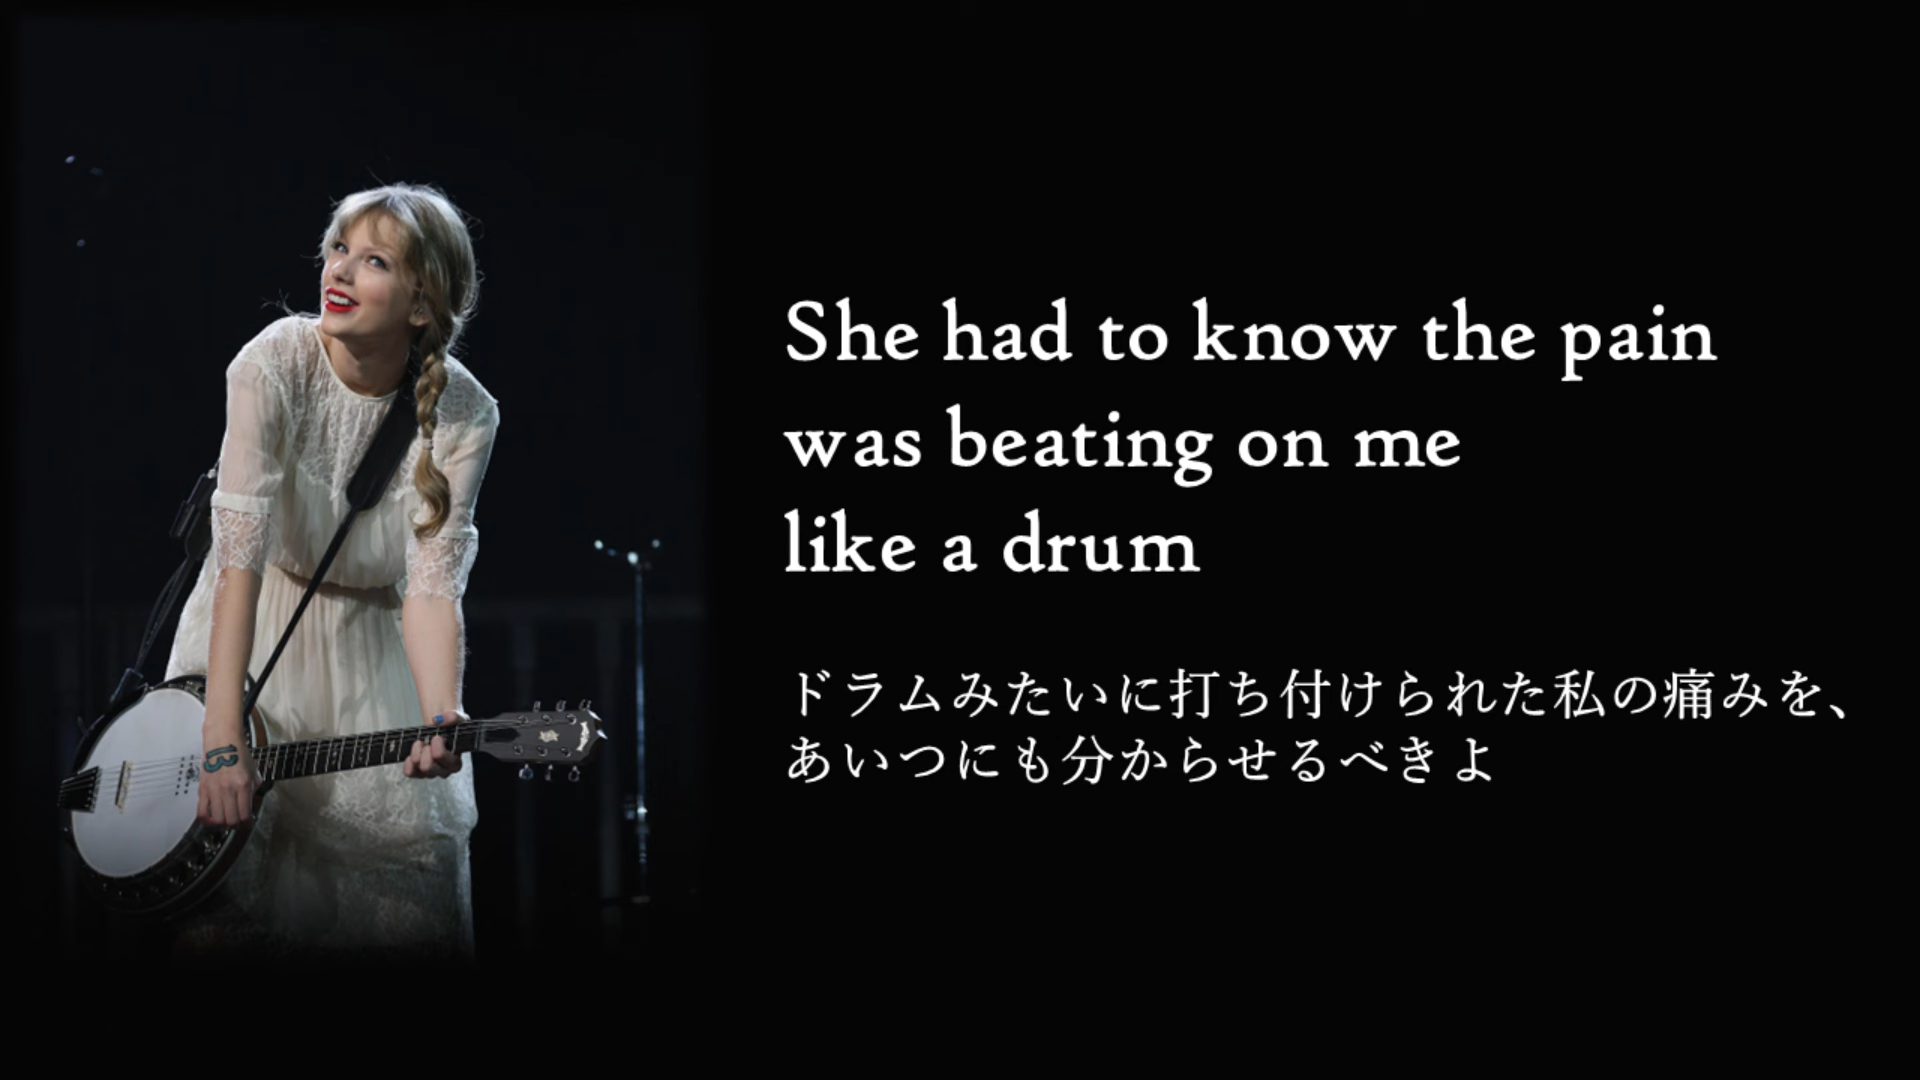 She had to know the pain
was beating on me
like a drum
ドラムみたいに打ち付けられた私の痛みを、
あいつにも分からせるべきよ
13